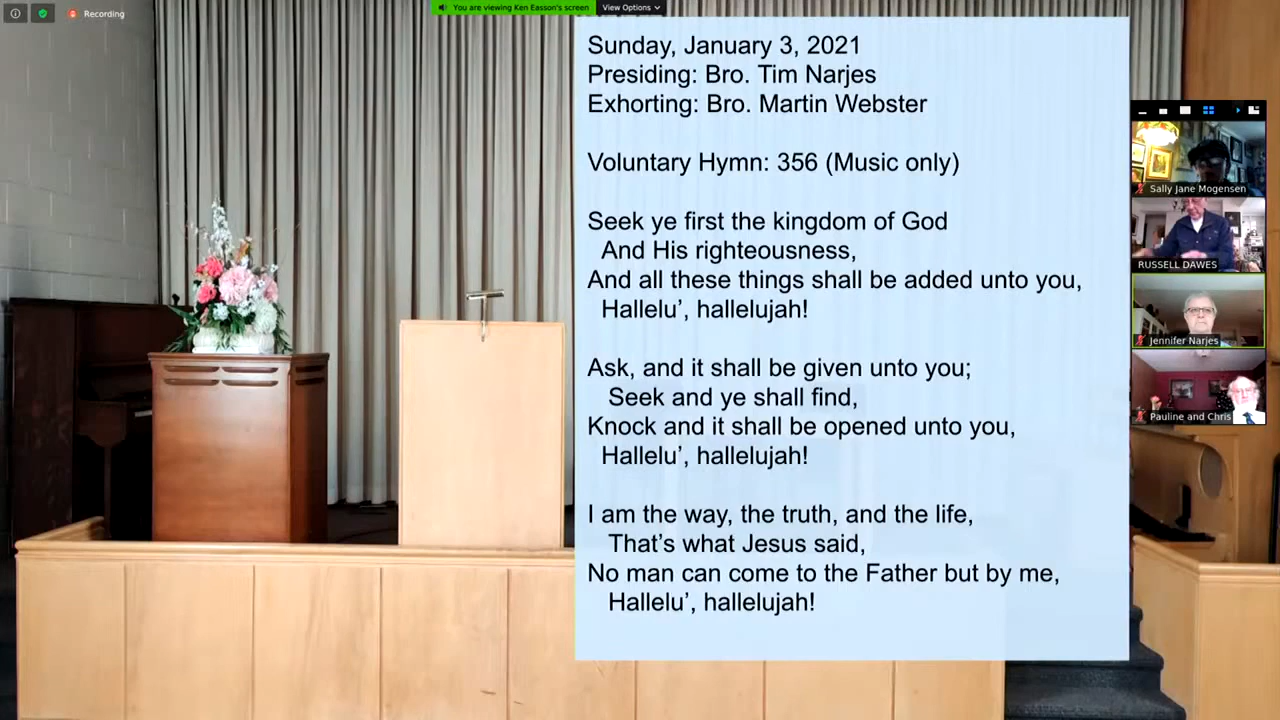 Recording
You are viewing Ken Easson's screen
View Options
Sunday, January 3, 2021
Presiding: Bro. Tim Narjes
Exhorting: Bro. Martin Webster
Voluntary Hymn: 356 (Music only)
Seek ye first the kingdom of God
And His righteousness,
And all these things shall be added unto you,
Hallelu’, hallelujah!
Ask, and it shall be given unto you;
Seek and ye shall find,
Knock and it shall be opened unto you,
Hallelu’, hallelujah!
I am the way, the truth, and the life,
That’s what Jesus said,
No man can come to the Father but by me,
Hallelu’, hallelujah!
Sally Jane Mogensen
RUSSELL DAWES
Jennifer Narjes
Pauline and Chris